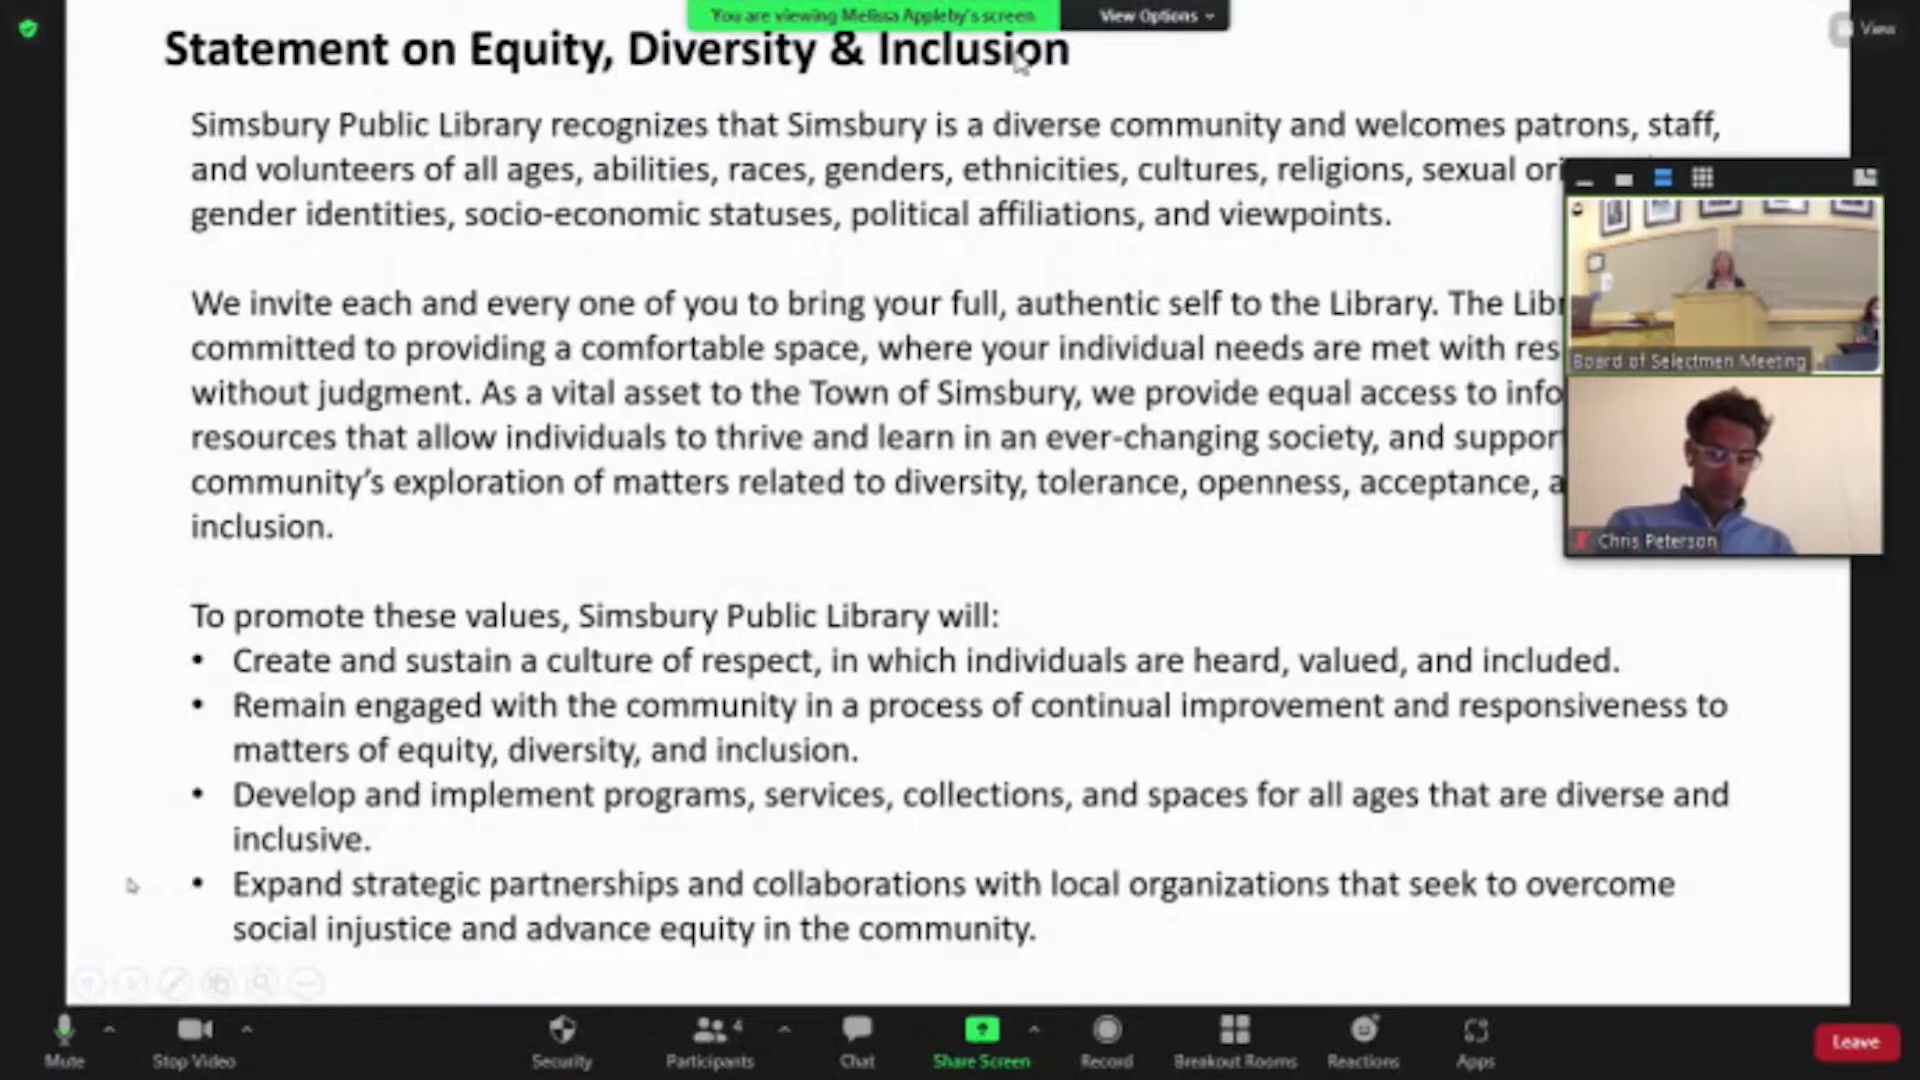 You are viewing Melissa Appleby's screen
View Options
View
Statement on Equity, Diversity & Inclusion
Simsbury Public Library recognizes that Simsbury is a diverse community and welcomes patrons, staff,
and volunteers of all ages, abilities, races, genders, ethnicities, cultures, religions, sexual
gender identities, socio-economic statuses, political affiliations, and viewpoints.
We invite each and every one of you to bring your full, authentic self to the Library. The
committed to providing a comfortable space, where your individual needs are met with
without judgment. As a vital asset to the Town of Simsbury, we provide equal access to
resources that allow individuals to thrive and learn in an ever-changing society, and
community's exploration of matters related to diversity, tolerance, openness, acceptance,
inclusion.
Board of Selectmen Meeting
Chris Peterson
To promote these values, Simsbury Public Library will:
• Create and sustain a culture of respect, in which individuals are heard, valued, and included.
• Remain engaged with the community in a process of continual improvement and responsiveness to
matters of equity, diversity, and inclusion.
• Develop and implement programs, services, collections, and spaces for all ages that are diverse and
inclusive.
• Expand strategic partnerships and collaborations with local organizations that seek to overcome
social injustice and advance equity in the community.
4
Mute
Stop Video
Security
Participants
Chat
Share Screen
Record
Breakout Rooms
Reactions
Apps
Leave